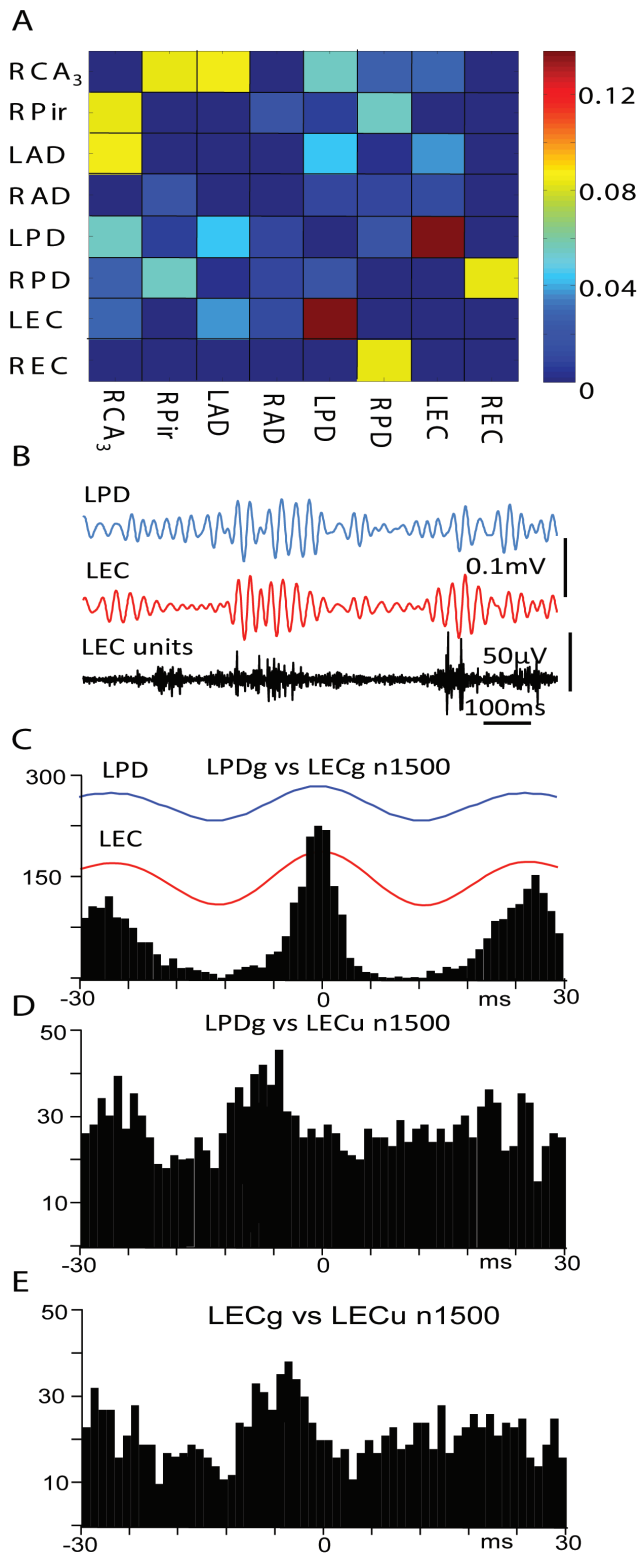 A
RCA3
RPir
LAD
RAD
LPD
RPD
LEC
REC
0.12
0.08
0.04
0
RCA3
RPir
LAD
RAD
LPD
RPD
LEC
REC
B
LPD
0.1mV
LEC
LEC units
50µV
100ms
C
LPDg vs LECg n1500
300
LPD
LEC
150
-30
0
ms
30
D
LPDg vs LECu n1500
50
30
10
-30
0
ms
30
E
LECg vs LECu n1500
50
30
10
-30
0
ms
30